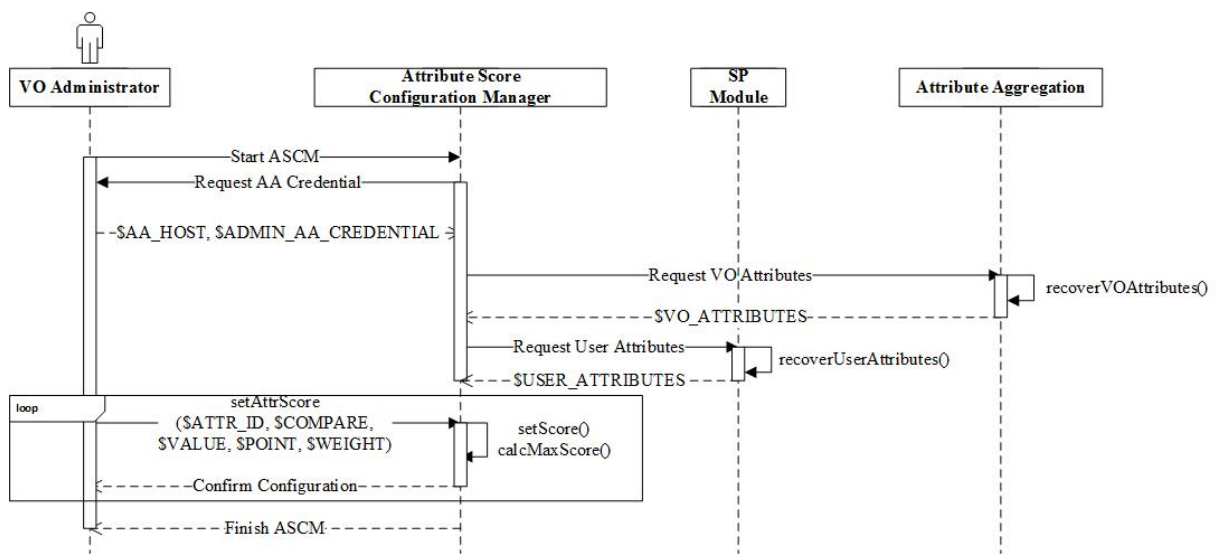 VO Administrator
Attribute Score
Configuration Manager
SP
Module
Attribute Aggregation
Start ASCM
Request AA Credential
$AA_HOST, $ADMIN_AA_CREDENTIAL
Request VO Attributes
recoverVOAttributes()
$VO_ATTRIBUTES
Request User Attributes
recoverUserAttributes()
$USER_ATTRIBUTES
loop
setAttrScore
($ATTR_ID, $COMPARE,
$VALUE, $POINT, $WEIGHT)
setScore()
calcMaxScore()
Confirm Configuration
Finish ASCM